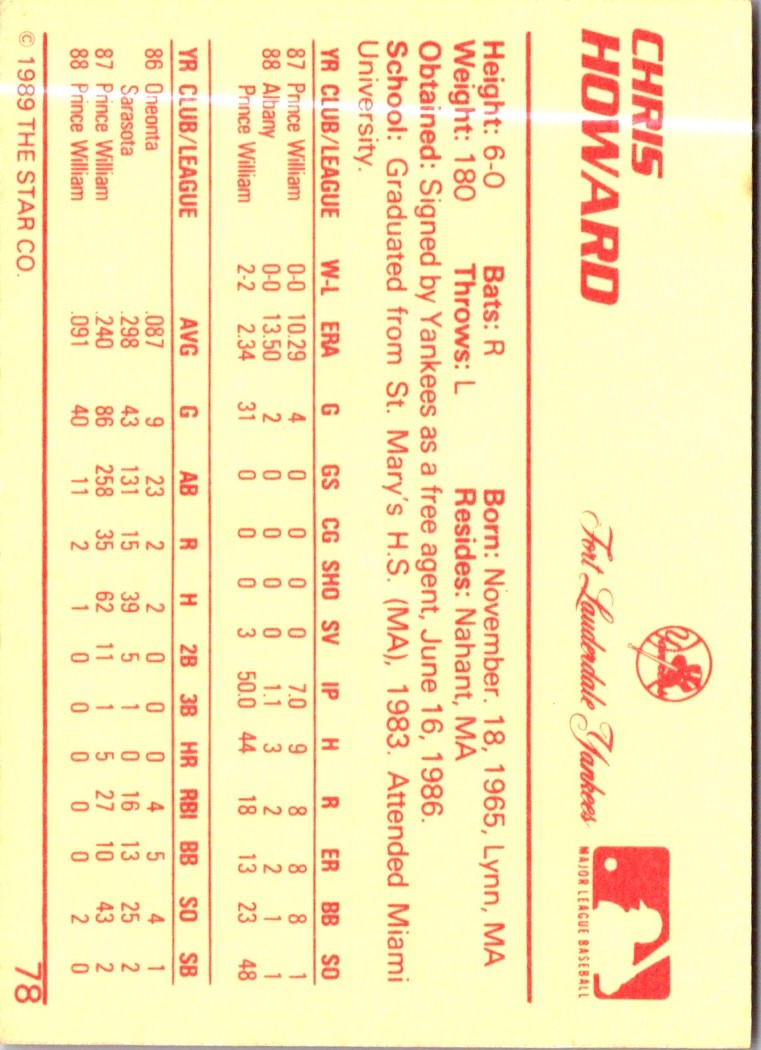 CHRIS
HOWARD
Fort Lauderdale Yankees
MAJOR LEAGUE BASEBALL
Height: 6-0 Bats: R Born: November. 18, 1965, Lynn, MA
Weight: 180 Throws: L Resides: Nahant, MA
Obtained: Signed by Yankees as a free agent, June 16, 1986.
School: Graduated from St. Mary's H.S. (MA), 1983. Attended Miami
University.
YR CLUB/LEAGUE W-L ERA G GS CG SHO SV IP H R ER BB SO
87 Prince William 0-0 10.29 4 0 0 0 0 7.0 9 8 8 8 1
88 Albany 0-0 13.50 2 0 0 0 0 1.1 3 2 2 1 1
Prince William 2-2 2.34 31 0 0 0 3 50.0 44 18 13 23 48
YR CLUB/LEAGUE AVG G AB R H 2B 3B HR RBI BB SO SB
86 Oneonta .087 9 23 2 2 0 0 0 4 5 4 1
Sarasota .298 43 131 15 39 5 1 0 16 13 25 2
87 Prince William .240 86 258 35 62 11 1 5 27 10 43 2
88 Prince William .091 40 11 2 1 0 0 0 0 0 2 0
© 1989 THE STAR CO. 78